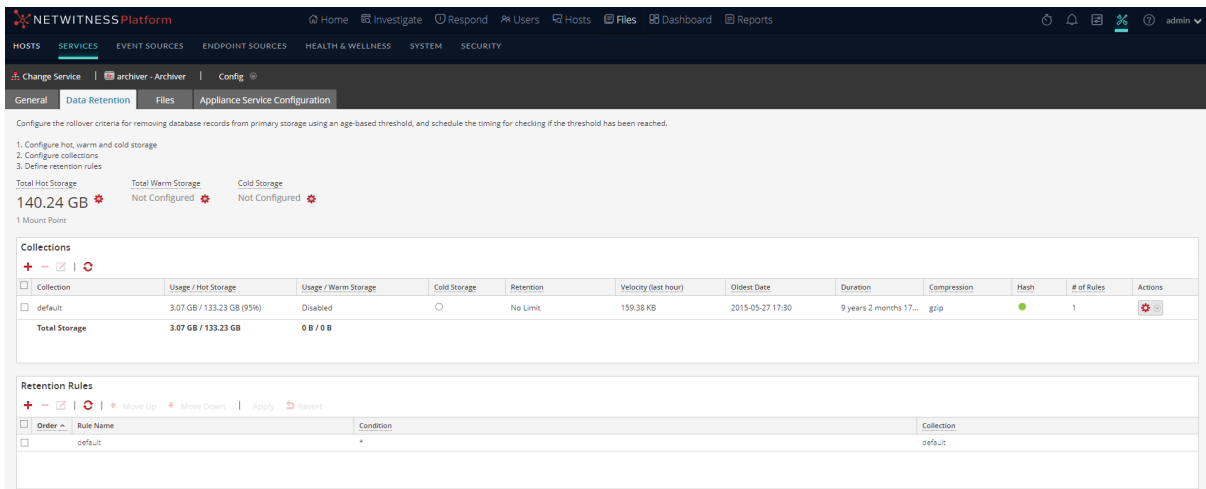 NETWITNESS Platform Home Investigate Respond Users Hosts Files Dashboard Reports admin
HOSTS SERVICES EVENT SOURCES ENDPOINT SOURCES HEALTH & WELLNESS SYSTEM SECURITY
Change Service | archiver - Archiver | Config
General Data Retention Files Appliance Service Configuration
Configure the rollover criteria for removing database records from primary storage using an age-based threshold, and schedule the timing for checking if the threshold has been reached.
1. Configure hot, warm and cold storage
2. Configure collections
3. Define retention rules
Total Hot Storage Total Warm Storage Cold Storage
140.24 GB Not Configured Not Configured
1 Mount Point
Collections
Collection Usage / Hot Storage Usage / Warm Storage Cold Storage Retention Velocity (last hour) Oldest Date Duration Compression Hash # of Rules Actions
default 3.07 GB / 133.23 GB (95%) Disabled No Limit 159.38 KB 2015-05-27 17:30 9 years 2 months 17... gzip 1
Total Storage 3.07 GB / 133.23 GB 0 B / 0 B
Retention Rules
Move Up Move Down | Apply Revert
Order Rule Name Condition Collection
default * default